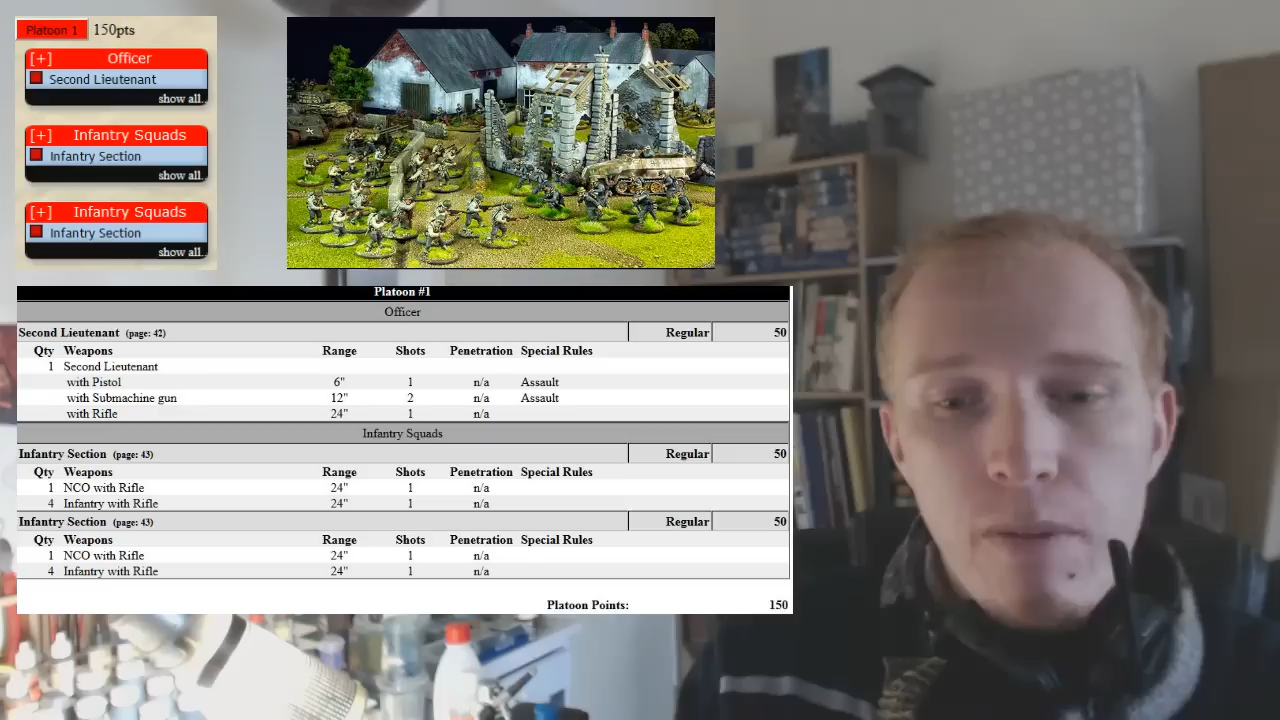 Platoon 1 150pts
[+] Officer
Second Lieutenant
show all..
[+] Infantry Squads
Infantry Section
show all..
[+] Infantry Squads
Infantry Section
show all..
Platoon #1
Officer
Second Lieutenant (page: 42) Regular 50
Qty Weapons Range Shots Penetration Special Rules
1 Second Lieutenant
with Pistol 6" 1 n/a Assault
with Submachine gun 12" 2 n/a Assault
with Rifle 24" 1 n/a
Infantry Squads
Infantry Section (page: 43) Regular 50
Qty Weapons Range Shots Penetration Special Rules
1 NCO with Rifle 24" 1 n/a
4 Infantry with Rifle 24" 1 n/a
Infantry Section (page: 43) Regular 50
Qty Weapons Range Shots Penetration Special Rules
1 NCO with Rifle 24" 1 n/a
4 Infantry with Rifle 24" 1 n/a
Platoon Points: 150